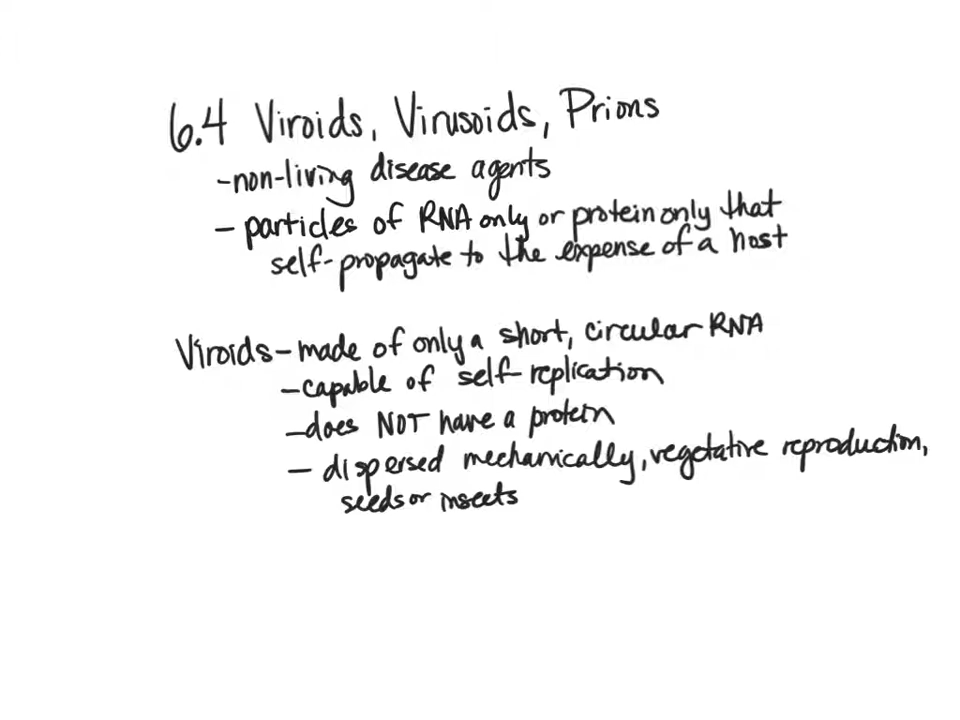 6.4 Viroids, Virusoids, Prions
- non-living disease agents
- particles of RNA only or protein only that
self-propagate to the expense of a host
Viroids - made of only a short, circular RNA
- capable of self-replication
- does NOT have a protein
- dispersed mechanically, vegetative reproduction,
seeds or insects